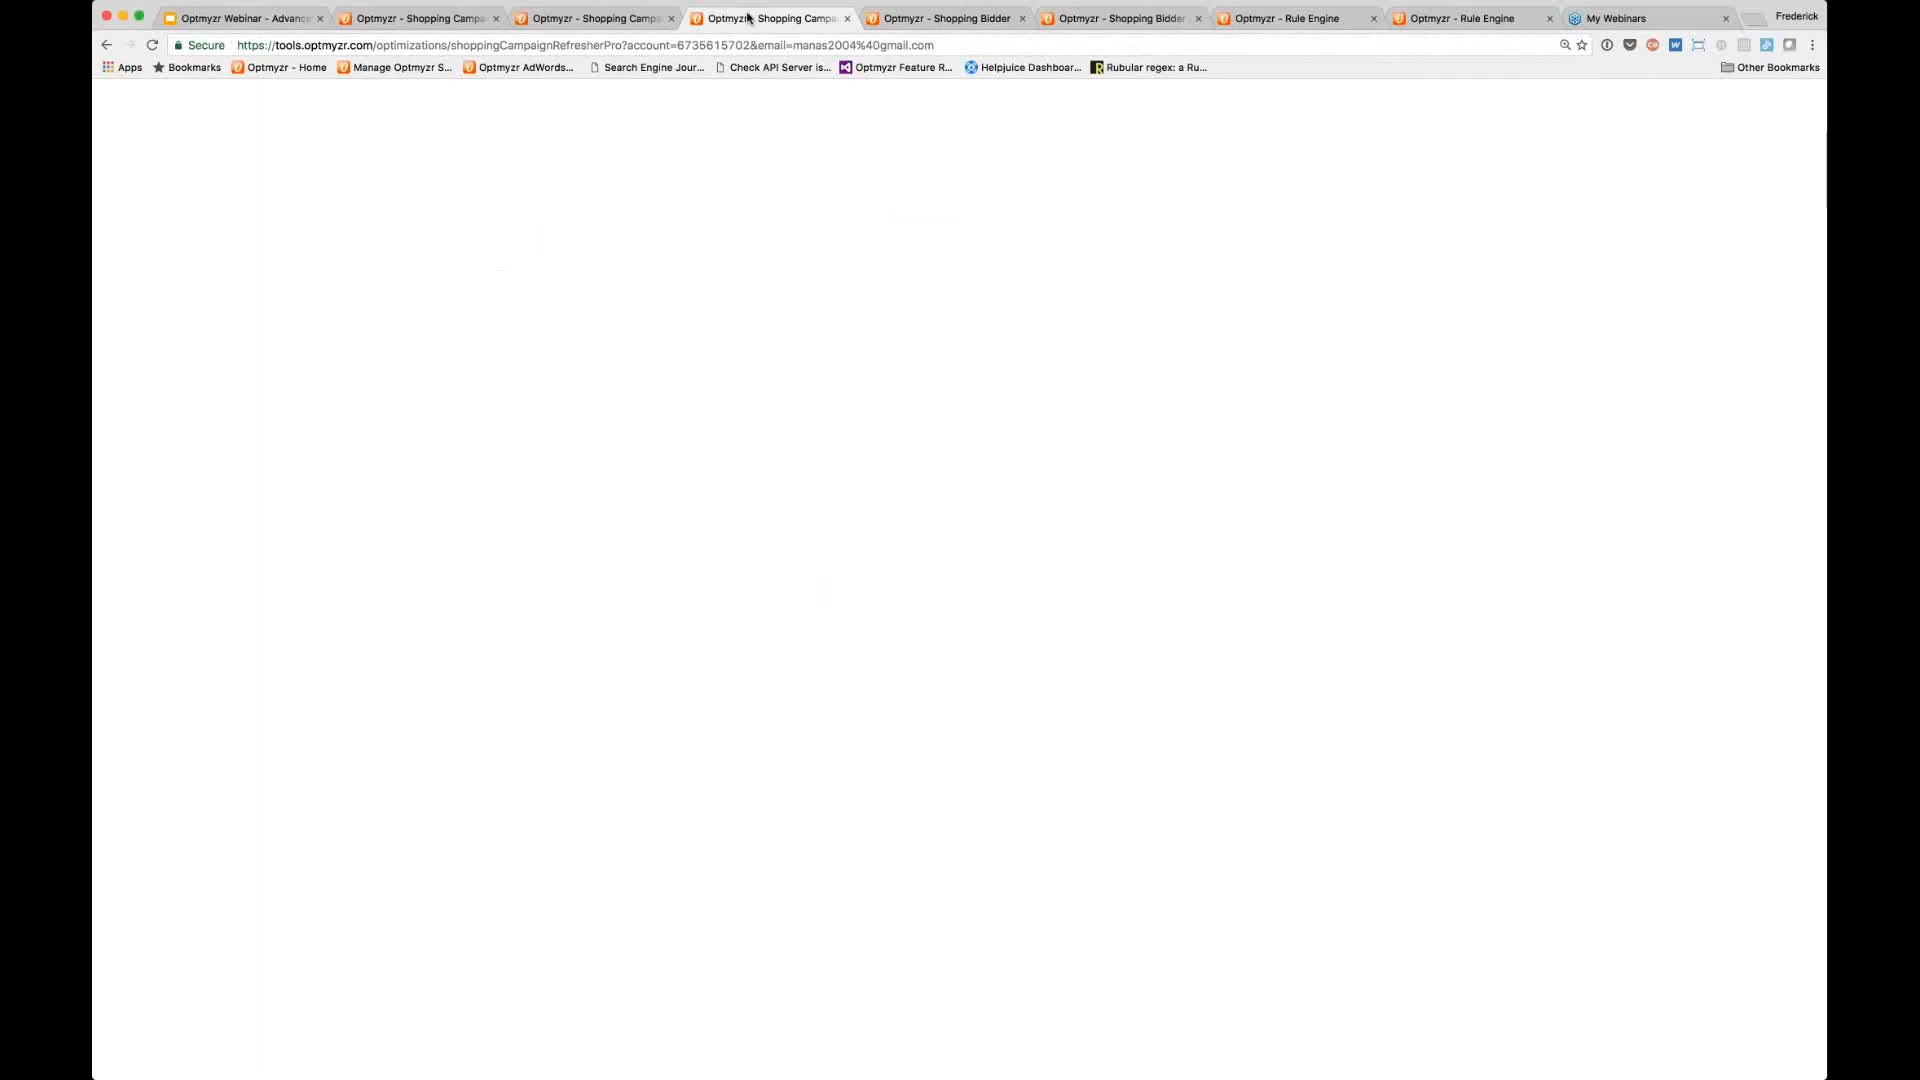 Optmyzr Webinar - Advance
Optmyzr - Shopping Campa
Optmyzr - Shopping Campa
Optmyzr - Shopping Campa
Optmyzr - Shopping Bidder
Optmyzr - Shopping Bidder
Optmyzr - Rule Engine
Optmyzr - Rule Engine
My Webinars
Frederick
Secure https://tools.optmyzr.com/optimizations/shoppingCampaignRefresherPro?account=6735615702&email=manas2004%40gmail.com
Apps Bookmarks Optmyzr - Home Manage Optmyzr S... Optmyzr AdWords... Search Engine Jour... Check API Server is... Optmyzr Feature R... Helpjuice Dashboar... Rubular regex: a Ru... Other Bookmarks